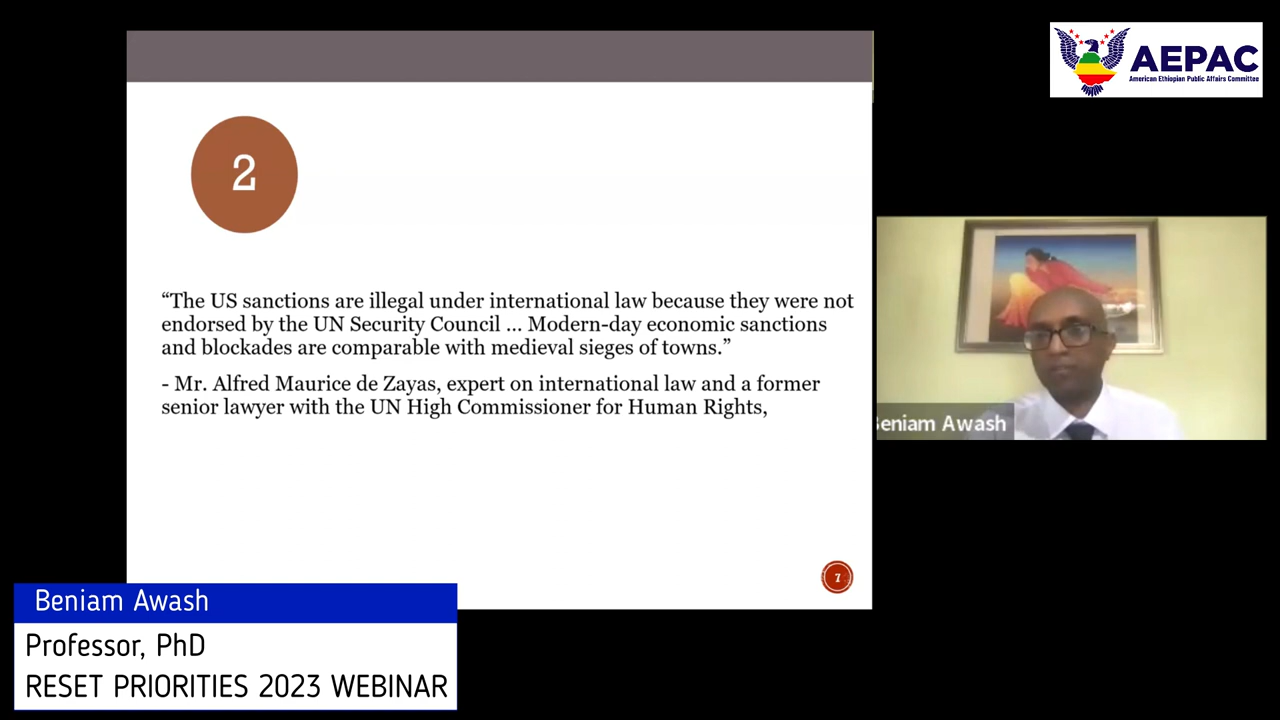 AEPAC
American Ethiopian Public Affairs Committee
2
“The US sanctions are illegal under international law because they were not
endorsed by the UN Security Council ... Modern-day economic sanctions
and blockades are comparable with medieval sieges of towns.”
- Mr. Alfred Maurice de Zayas, expert on international law and a former
senior lawyer with the UN High Commissioner for Human Rights,
7
Beniam Awash
Beniam Awash
Professor, PhD
RESET PRIORITIES 2023 WEBINAR